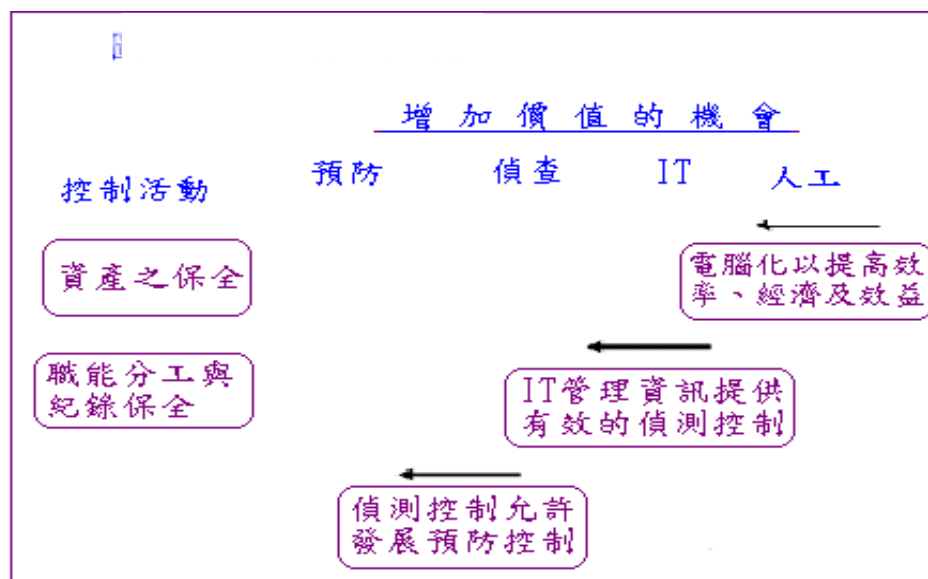 增加價值的機會
控制活動 預防 偵查 IT 人工
資產之保全
電腦化以提高效
率、經濟及效益
職能分工與
紀錄保全
IT管理資訊提供
有效的偵測控制
偵測控制允許
發展預防控制